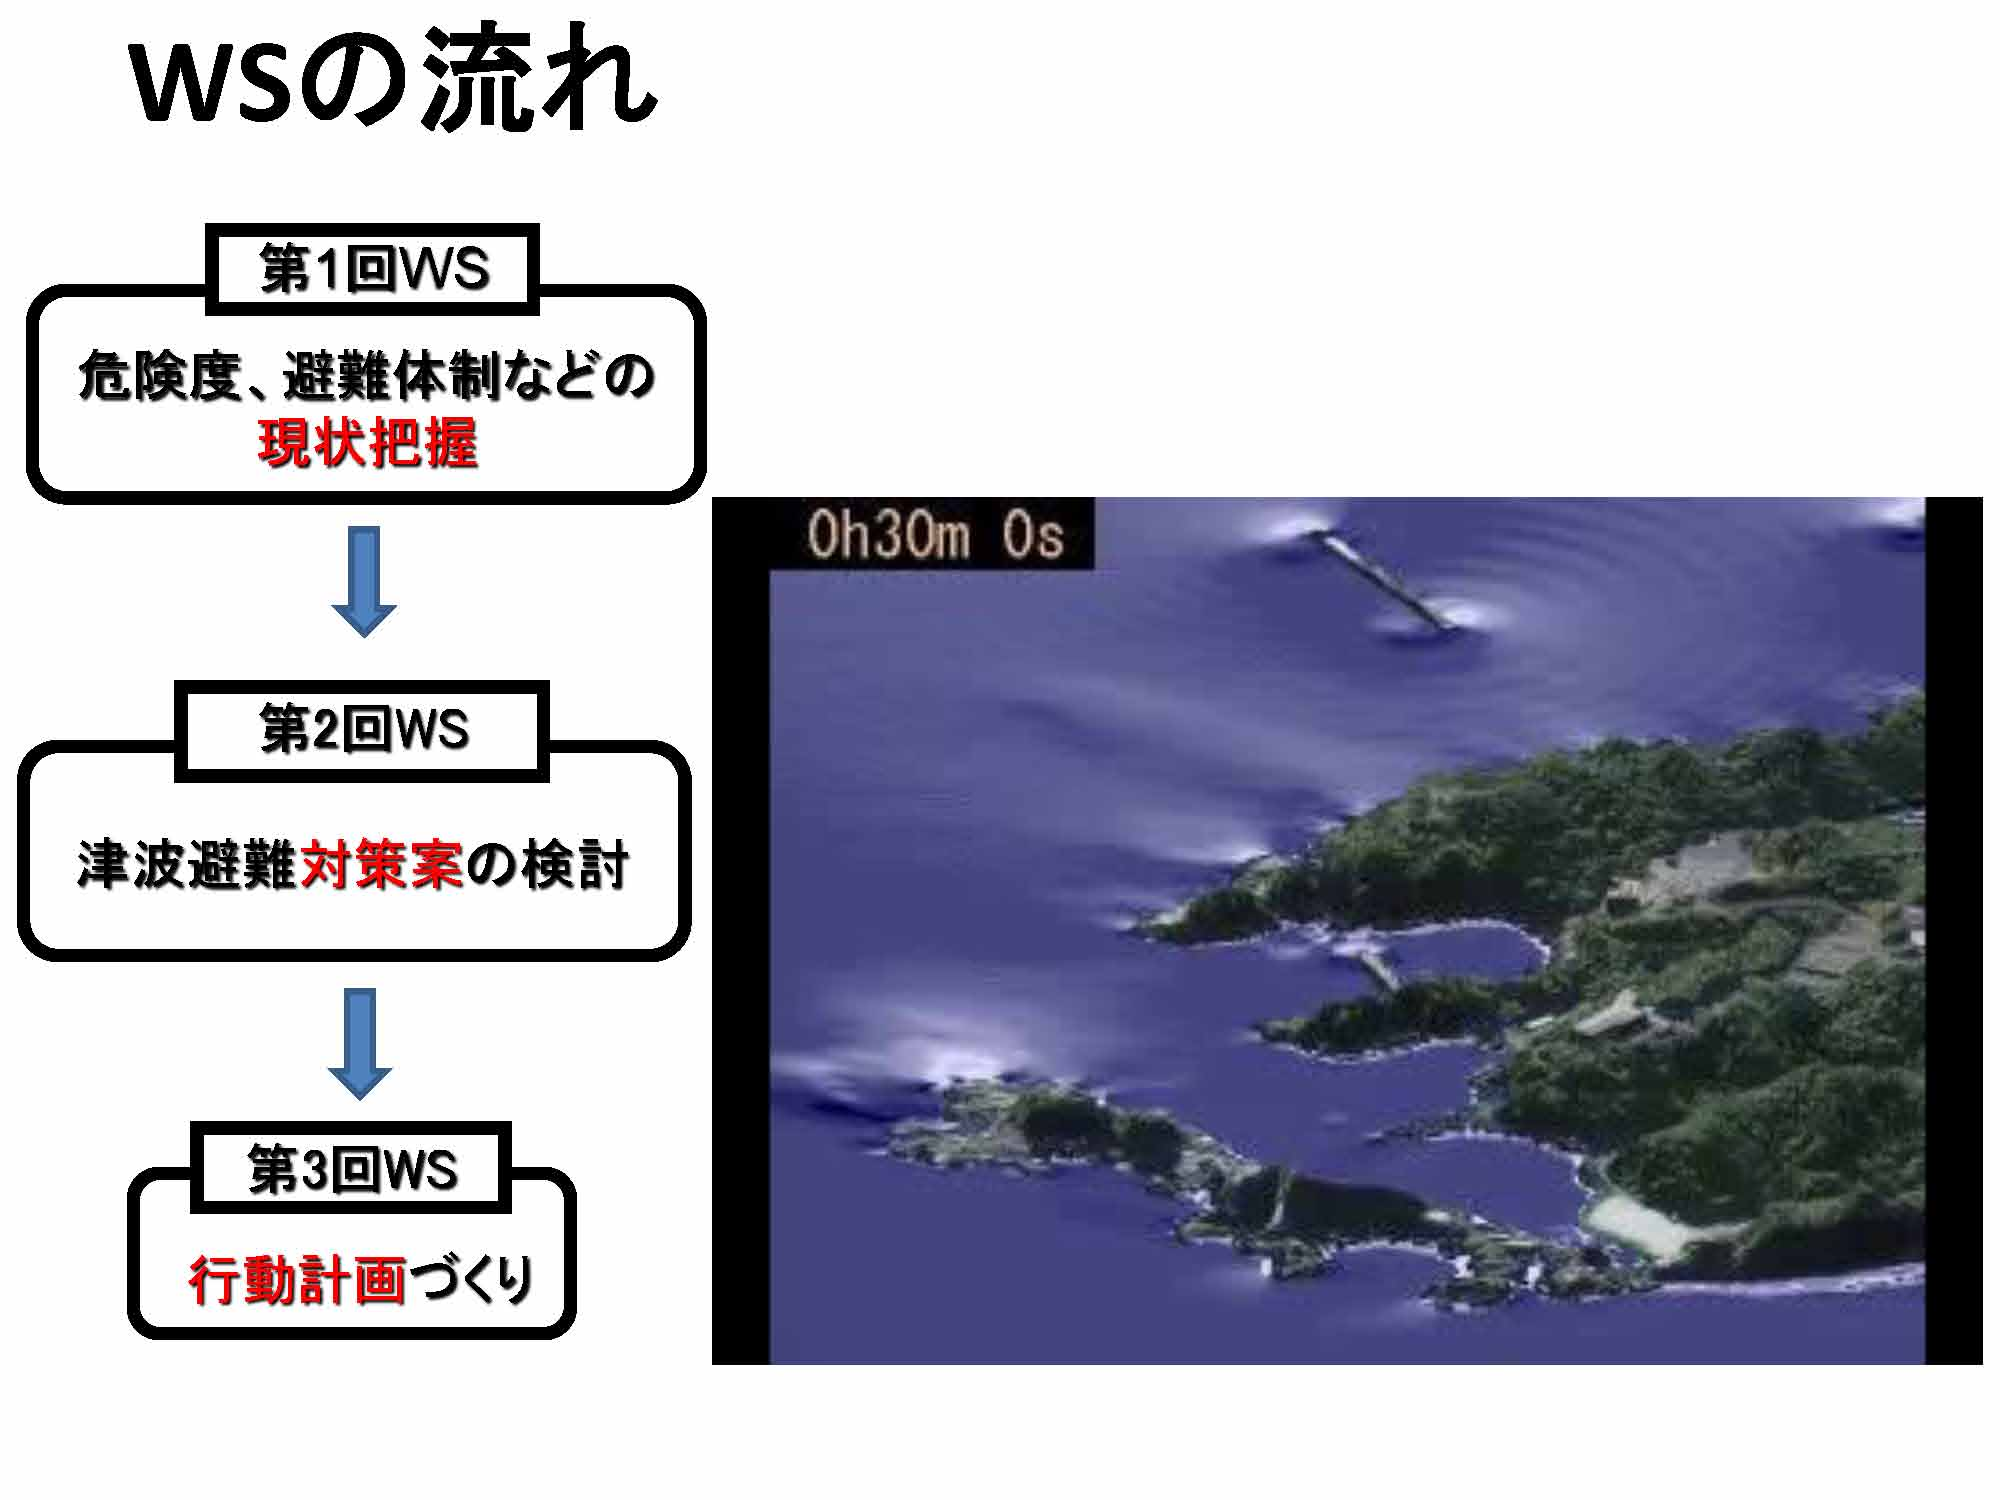 WSの流れ
第1回WS
危険度、避難体制などの
現状把握
第2回WS
津波避難対策案の検討
第3回WS
行動計画づくり
0h30m 0s